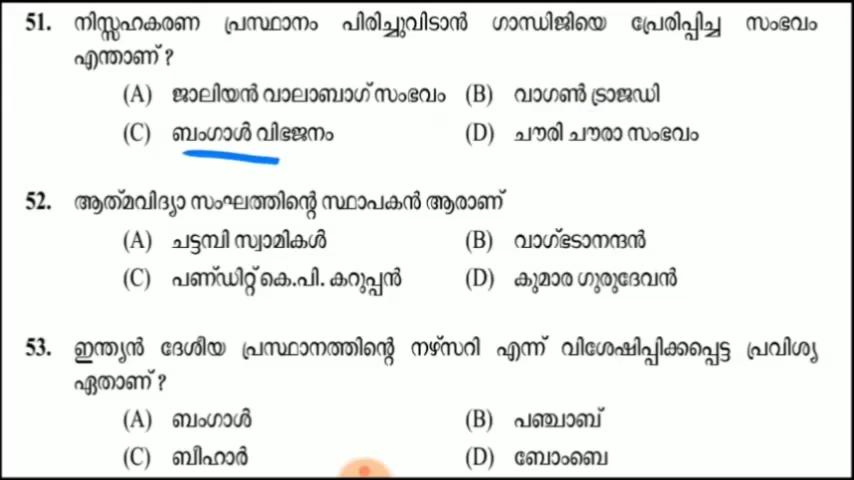 51. നിസ്സഹകരണ പ്രസ്ഥാനം പിരിച്ചുവിടാൻ ഗാന്ധിജിയെ പ്രേരിപ്പിച്ച സംഭവം
എന്താണ് ?
(A) ജാലിയൻ വാലാബാഗ് സംഭവം (B) വാഗൺ ട്രാജഡി
(C) ബംഗാൾ വിഭജനം (D) ചൗരി ചൗരാ സംഭവം
52. ആത്മവിദ്യാ സംഘത്തിന്റെ സ്ഥാപകൻ ആരാണ്
(A) ചട്ടമ്പി സ്വാമികൾ (B) വാഗ്ഭടാനന്ദൻ
(C) പണ്ഡിറ്റ് കെ.പി. കറുപ്പൻ (D) കുമാര ഗുരുദേവൻ
53. ഇന്ത്യൻ ദേശീയ പ്രസ്ഥാനത്തിന്റെ നഴ്സറി എന്ന് വിശേഷിപ്പിക്കപ്പെട്ട പ്രവിശ്യ
ഏതാണ് ?
(A) ബംഗാൾ (B) പഞ്ചാബ്
(C) ബീഹാർ (D) ബോംബെ